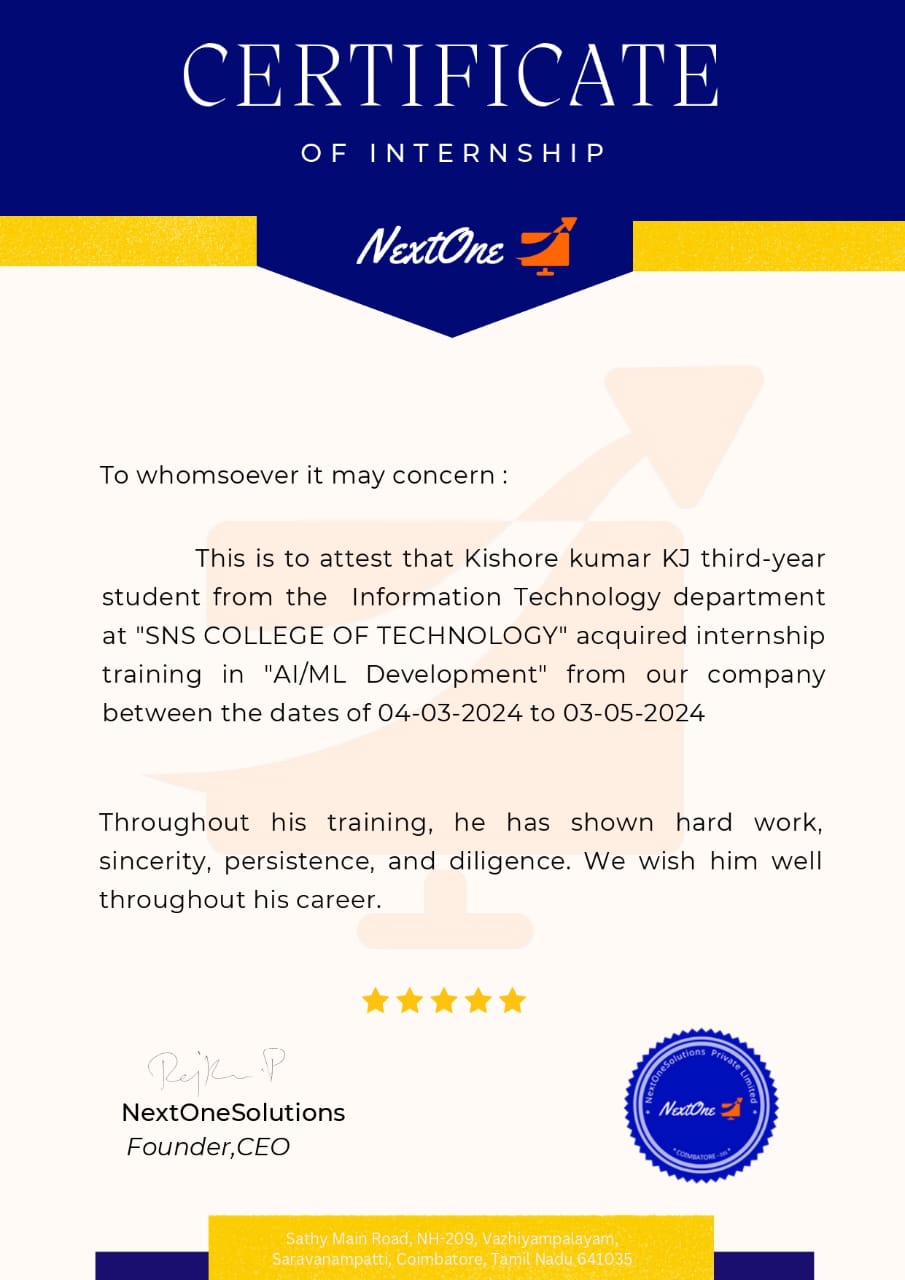 CERTIFICATE
OF INTERNSHIP
NextOne
To whomsoever it may concern :
This is to attest that Kishore kumar KJ third-year
student from the Information Technology department
at "SNS COLLEGE OF TECHNOLOGY" acquired internship
training in "AI/ML Development" from our company
between the dates of 04-03-2024 to 03-05-2024
Throughout his training, he has shown hard work,
sincerity, persistence, and diligence. We wish him well
throughout his career.
NextOneSolutions
Founder,CEO
NextOneSolutions Private Limited
NextOne
COIMBATORE
Sathy Main Road, NH-209, Vazhiyampalayam,
Saravanampatti, Coimbatore, Tamil Nadu 641035